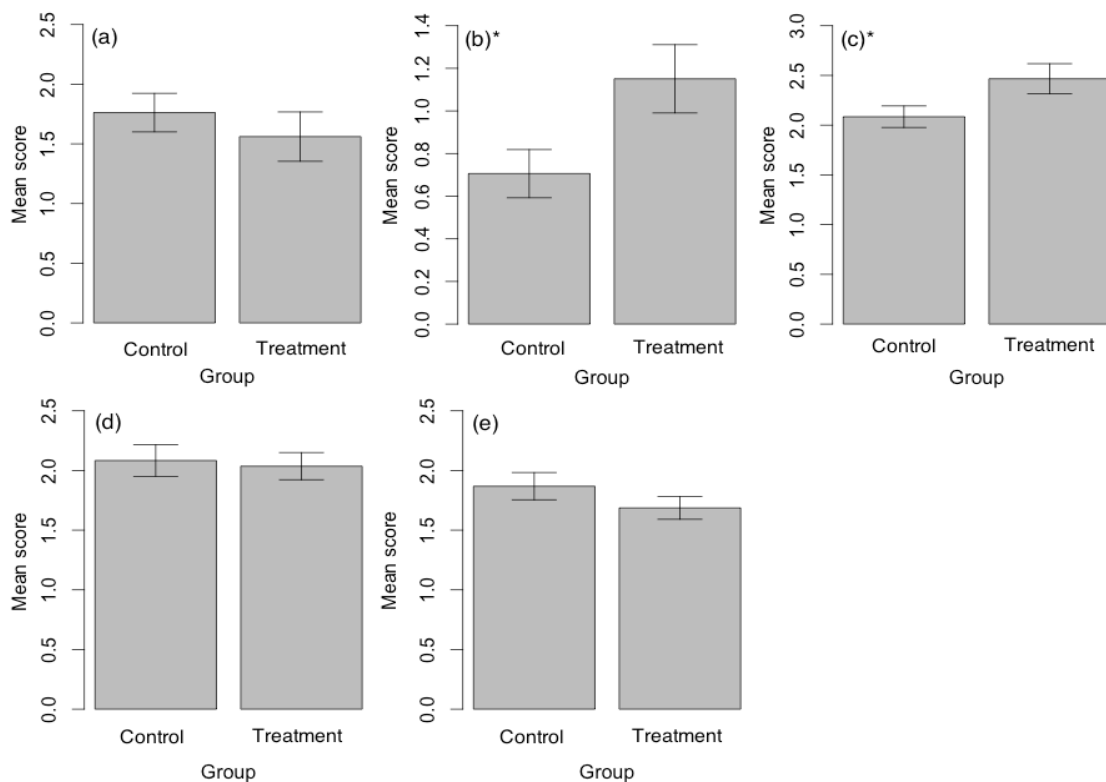 (a)
Mean score
0.0 0.5 1.0 1.5 2.0 2.5
Control Treatment
Group
(b)*
Mean score
0.0 0.2 0.4 0.6 0.8 1.0 1.2 1.4
Control Treatment
Group
(c)*
Mean score
0.0 0.5 1.0 1.5 2.0 2.5 3.0
Control Treatment
Group
(d)
Mean score
0.0 0.5 1.0 1.5 2.0 2.5
Control Treatment
Group
(e)
Mean score
0.0 0.5 1.0 1.5 2.0 2.5
Control Treatment
Group